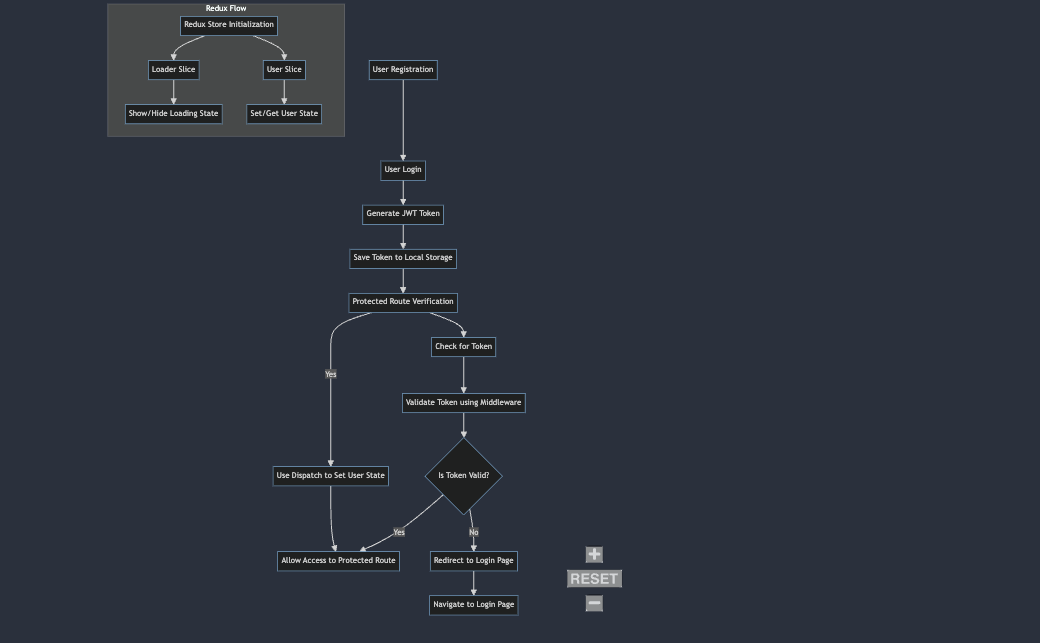 Redux Flow
Redux Store Initialization
Loader Slice
User Slice
User Registration
Show/Hide Loading State
Set/Get User State
User Login
Generate JWT Token
Save Token to Local Storage
Protected Route Verification
Check for Token
Yes
Validate Token using Middleware
Use Dispatch to Set User State
Is Token Valid?
Yes
No
Allow Access to Protected Route
Redirect to Login Page
Navigate to Login Page
+
RESET
−